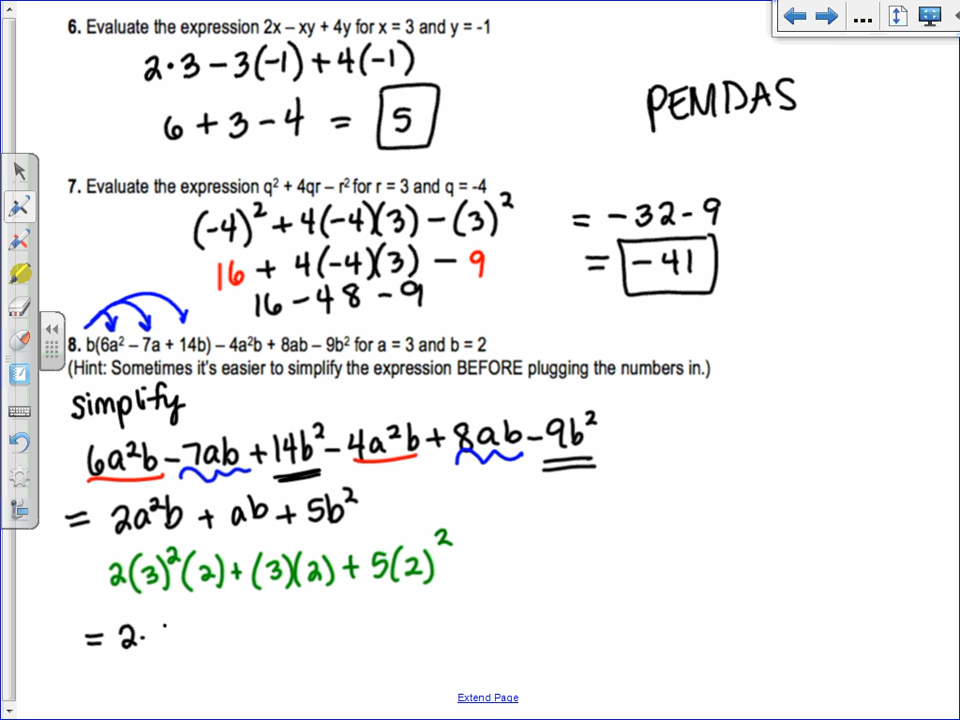 6. Evaluate the expression 2x – xy + 4y for x = 3 and y = -1
2·3 – 3(-1) + 4(-1)
6 + 3 – 4 = 5
PEMDAS
7. Evaluate the expression q² + 4qr – r² for r = 3 and q = -4
(-4)² + 4(-4)(3) – (3)²
16 + 4(-4)(3) – 9
16 – 48 – 9
= -32 - 9
= -41
8. b(6a² – 7a + 14b) – 4a²b + 8ab – 9b² for a = 3 and b = 2
(Hint: Sometimes it's easier to simplify the expression BEFORE plugging the numbers in.)
Simplify
6a²b – 7ab + 14b² – 4a²b + 8ab – 9b²
= 2a²b + ab + 5b²
2(3)²(2) + (3)(2) + 5(2)²
= 2·
Extend Page